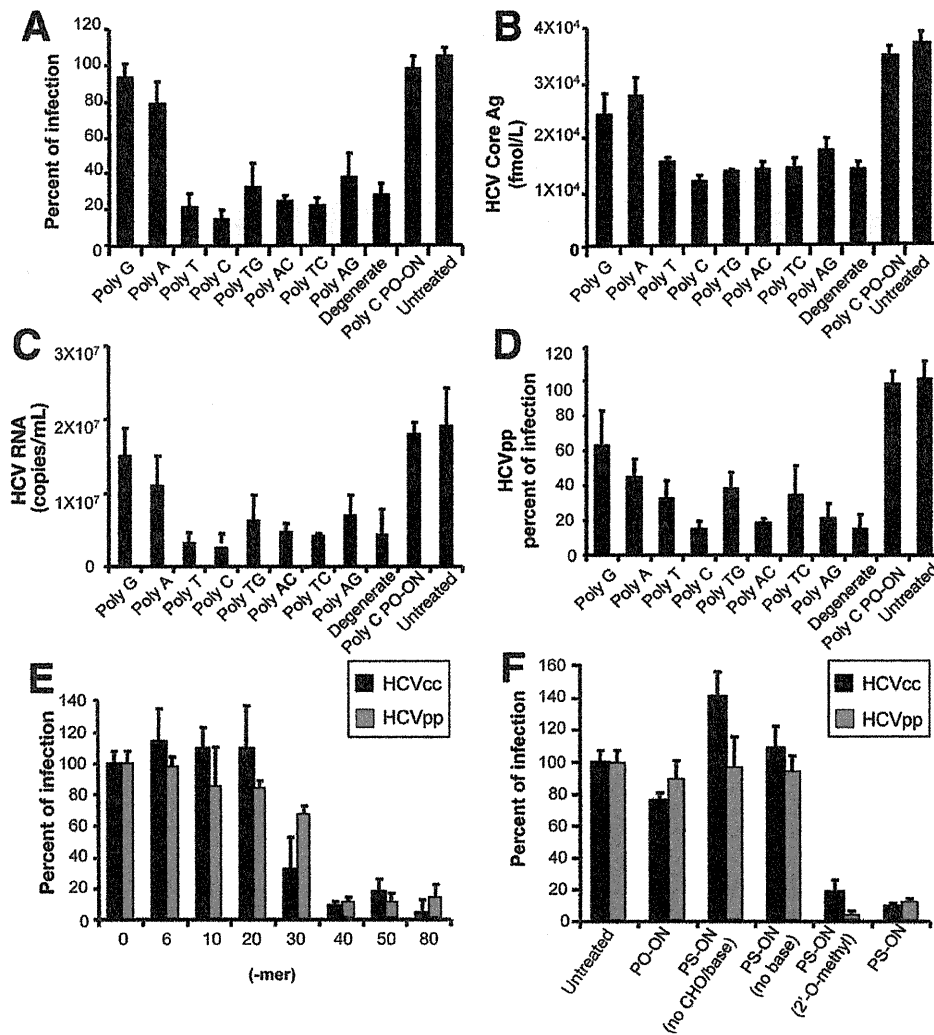 A
Percent of infection
120
100
80
60
40
20
0
Poly G
Poly A
Poly T
Poly C
Poly TG
Poly AC
Poly TC
Poly AG
Degenerate
Poly C PO-ON
Untreated
B
HCV Core Ag
(fmol/L)
4X10⁴
3X10⁴
2X10⁴
1X10⁴
0
Poly G
Poly A
Poly T
Poly C
Poly TG
Poly AC
Poly TC
Poly AG
Degenerate
Poly C PO-ON
Untreated
C
HCV RNA
(copies/mL)
3X10⁷
2X10⁷
1X10⁷
0
Poly G
Poly A
Poly T
Poly C
Poly TG
Poly AC
Poly TC
Poly AG
Degenerate
Poly C PO-ON
Untreated
D
HCVpp
percent of infection
120
100
80
60
40
20
0
Poly G
Poly A
Poly T
Poly C
Poly TG
Poly AC
Poly TC
Poly AG
Degenerate
Poly C PO-ON
Untreated
E
HCVcc
HCVpp
Percent of infection
140
120
100
80
60
40
20
0
0 6 10 20 30 40 50 80
(-mer)
F
HCVcc
HCVpp
Percent of infection
160
140
120
100
80
60
40
20
0
Untreated
PO-ON
PS-ON
(no CHO/base)
PS-ON
(no base)
PS-ON
(2'-O-methyl)
PS-ON